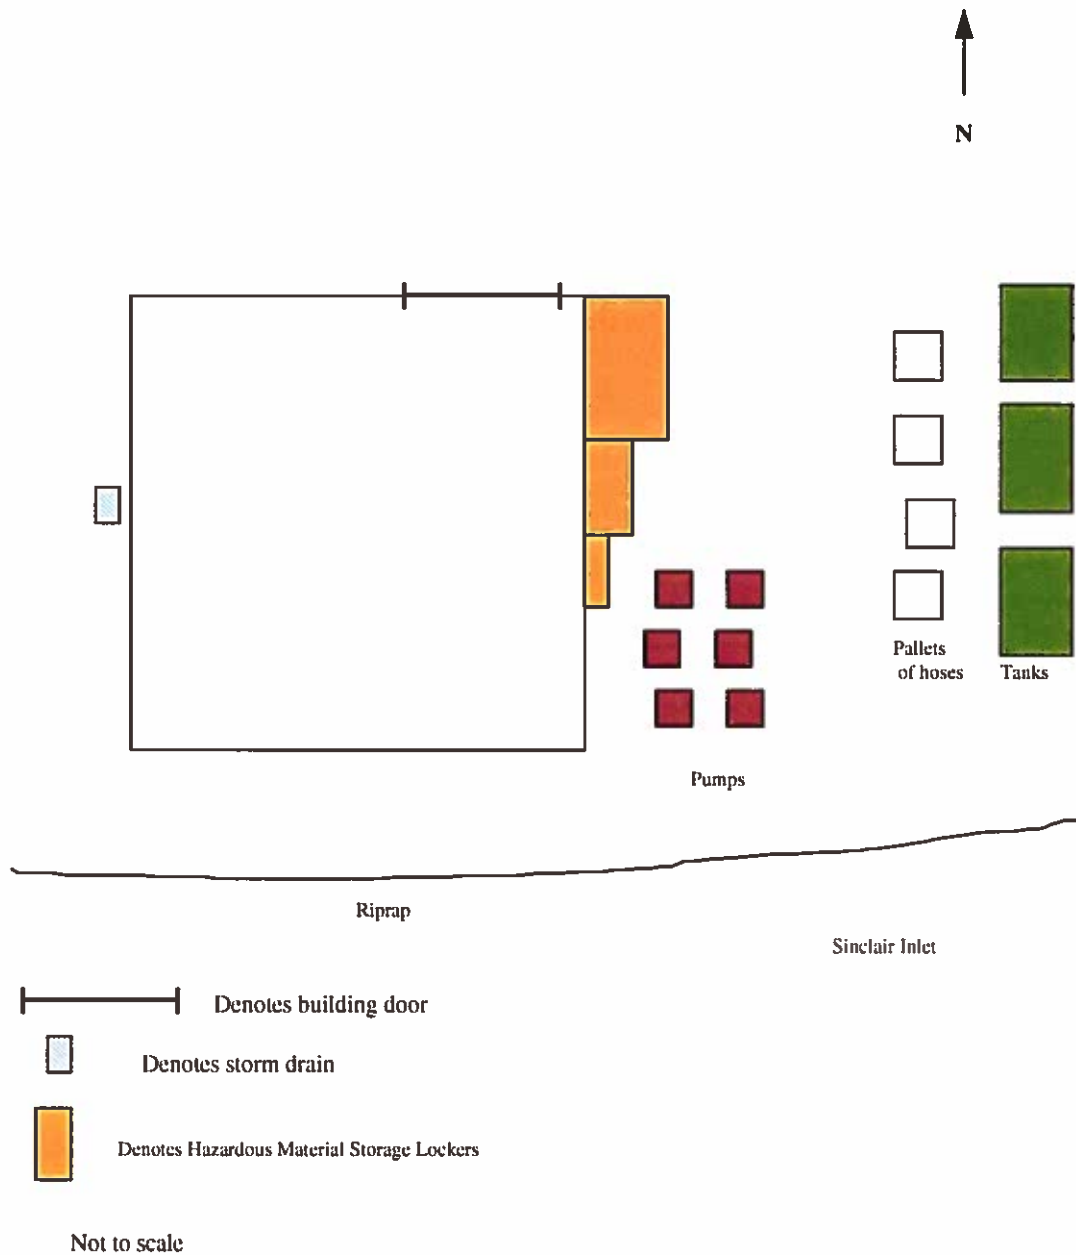 N
Pallets
of hoses
Tanks
Pumps
Riprap
Sinclair Inlet
Denotes building door
Denotes storm drain
Denotes Hazardous Material Storage Lockers
Not to scale